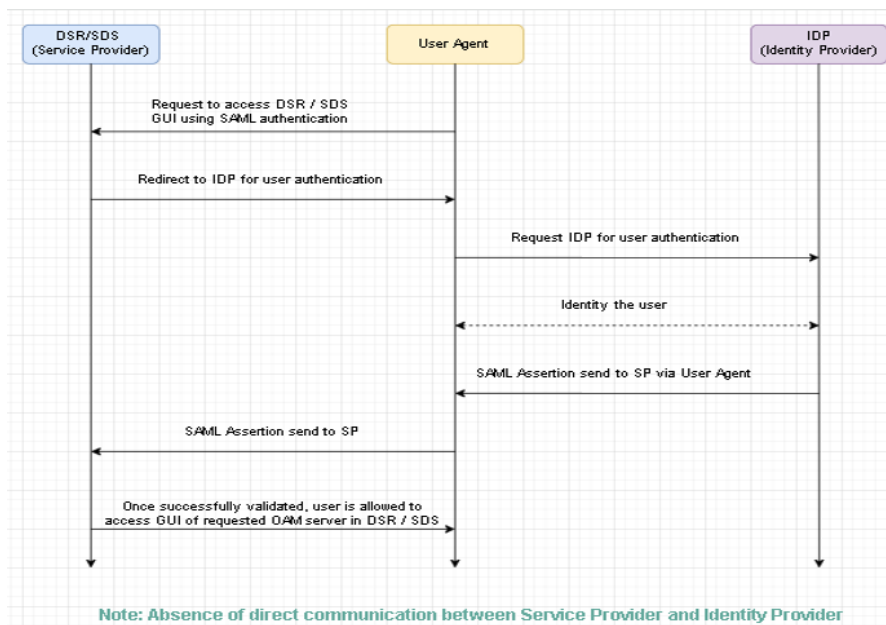 DSR/SDS
(Service Provider)
User Agent
IDP
(Identity Provider)
Request to access DSR / SDS
GUI using SAML authentication
Redirect to IDP for user authentication
Request IDP for user authentication
Identity the user
SAML Assertion send to SP via User Agent
SAML Assertion send to SP
Once successfully validated, user is allowed to
access GUI of requested OAM server in DSR / SDS
Note: Absence of direct communication between Service Provider and Identity Provider